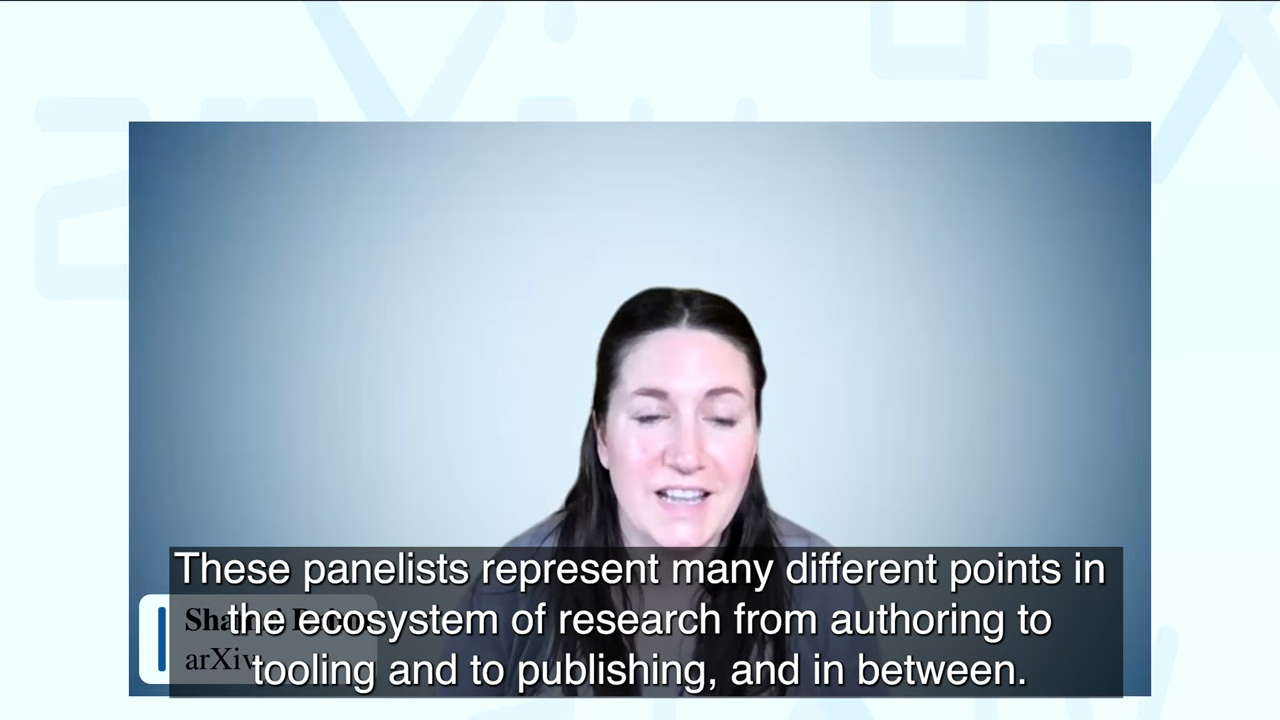 These panelists represent many different points in
the ecosystem of research from authoring to
tooling and to publishing, and in between.
arXiv